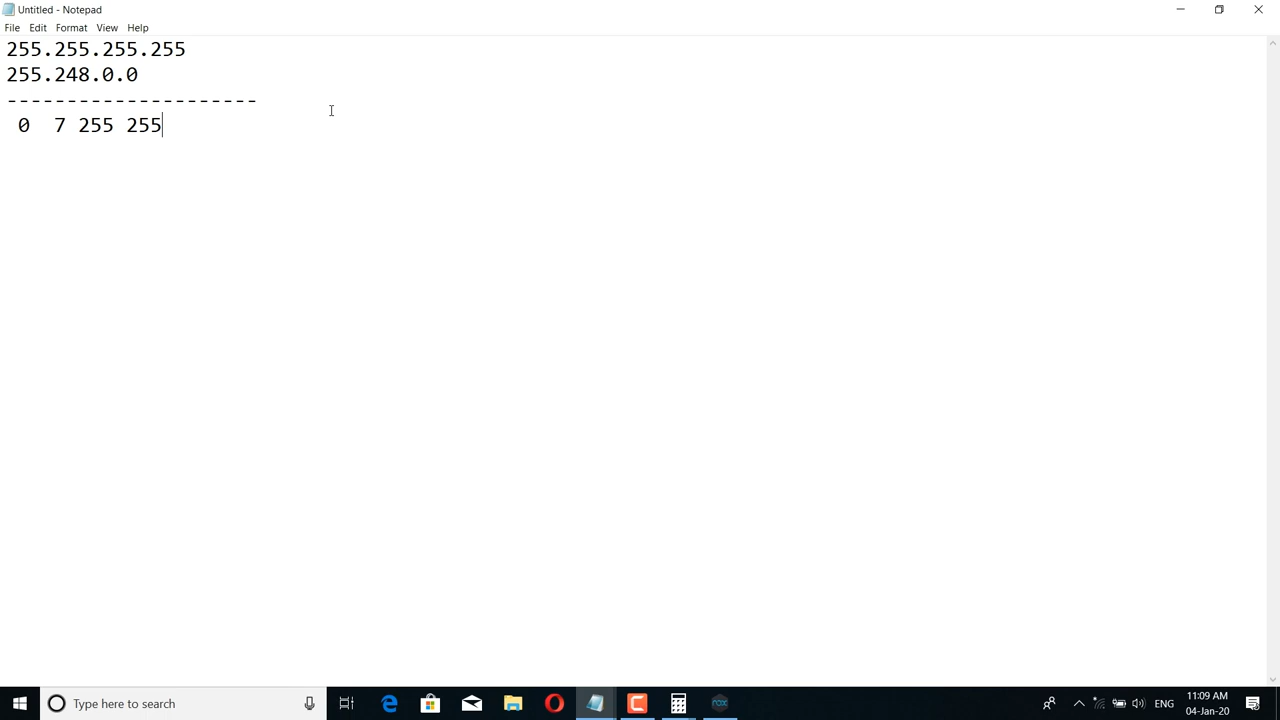 Untitled - Notepad
File Edit Format View Help
255.255.255.255
255.248.0.0
---------------------
0 7 255 255
Type here to search
nox
ENG
11:09 AM
04-Jan-20